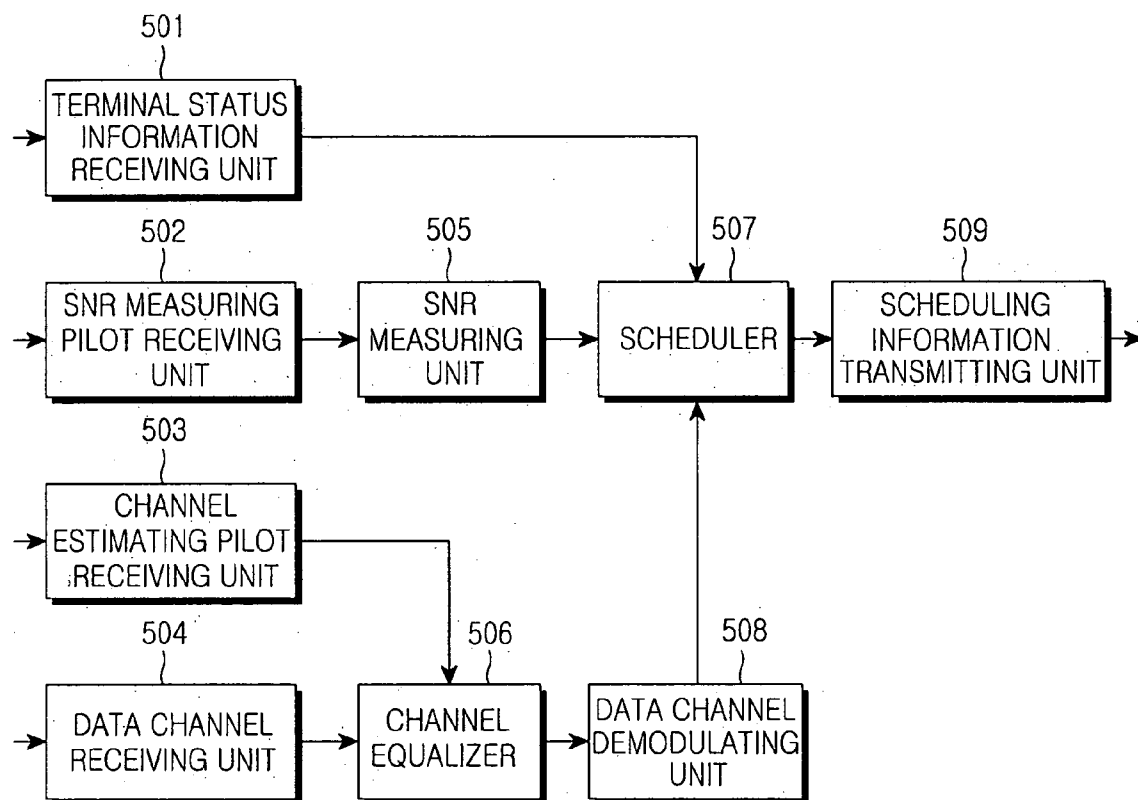 501
TERMINAL STATUS
INFORMATION
RECEIVING UNIT
502
SNR MEASURING
PILOT RECEIVING
UNIT
505
SNR
MEASURING
UNIT
507
SCHEDULER
509
SCHEDULING
INFORMATION
TRANSMITTING UNIT
503
CHANNEL
ESTIMATING PILOT
RECEIVING UNIT
504
DATA CHANNEL
RECEIVING UNIT
506
CHANNEL
EQUALIZER
508
DATA CHANNEL
DEMODULATING
UNIT